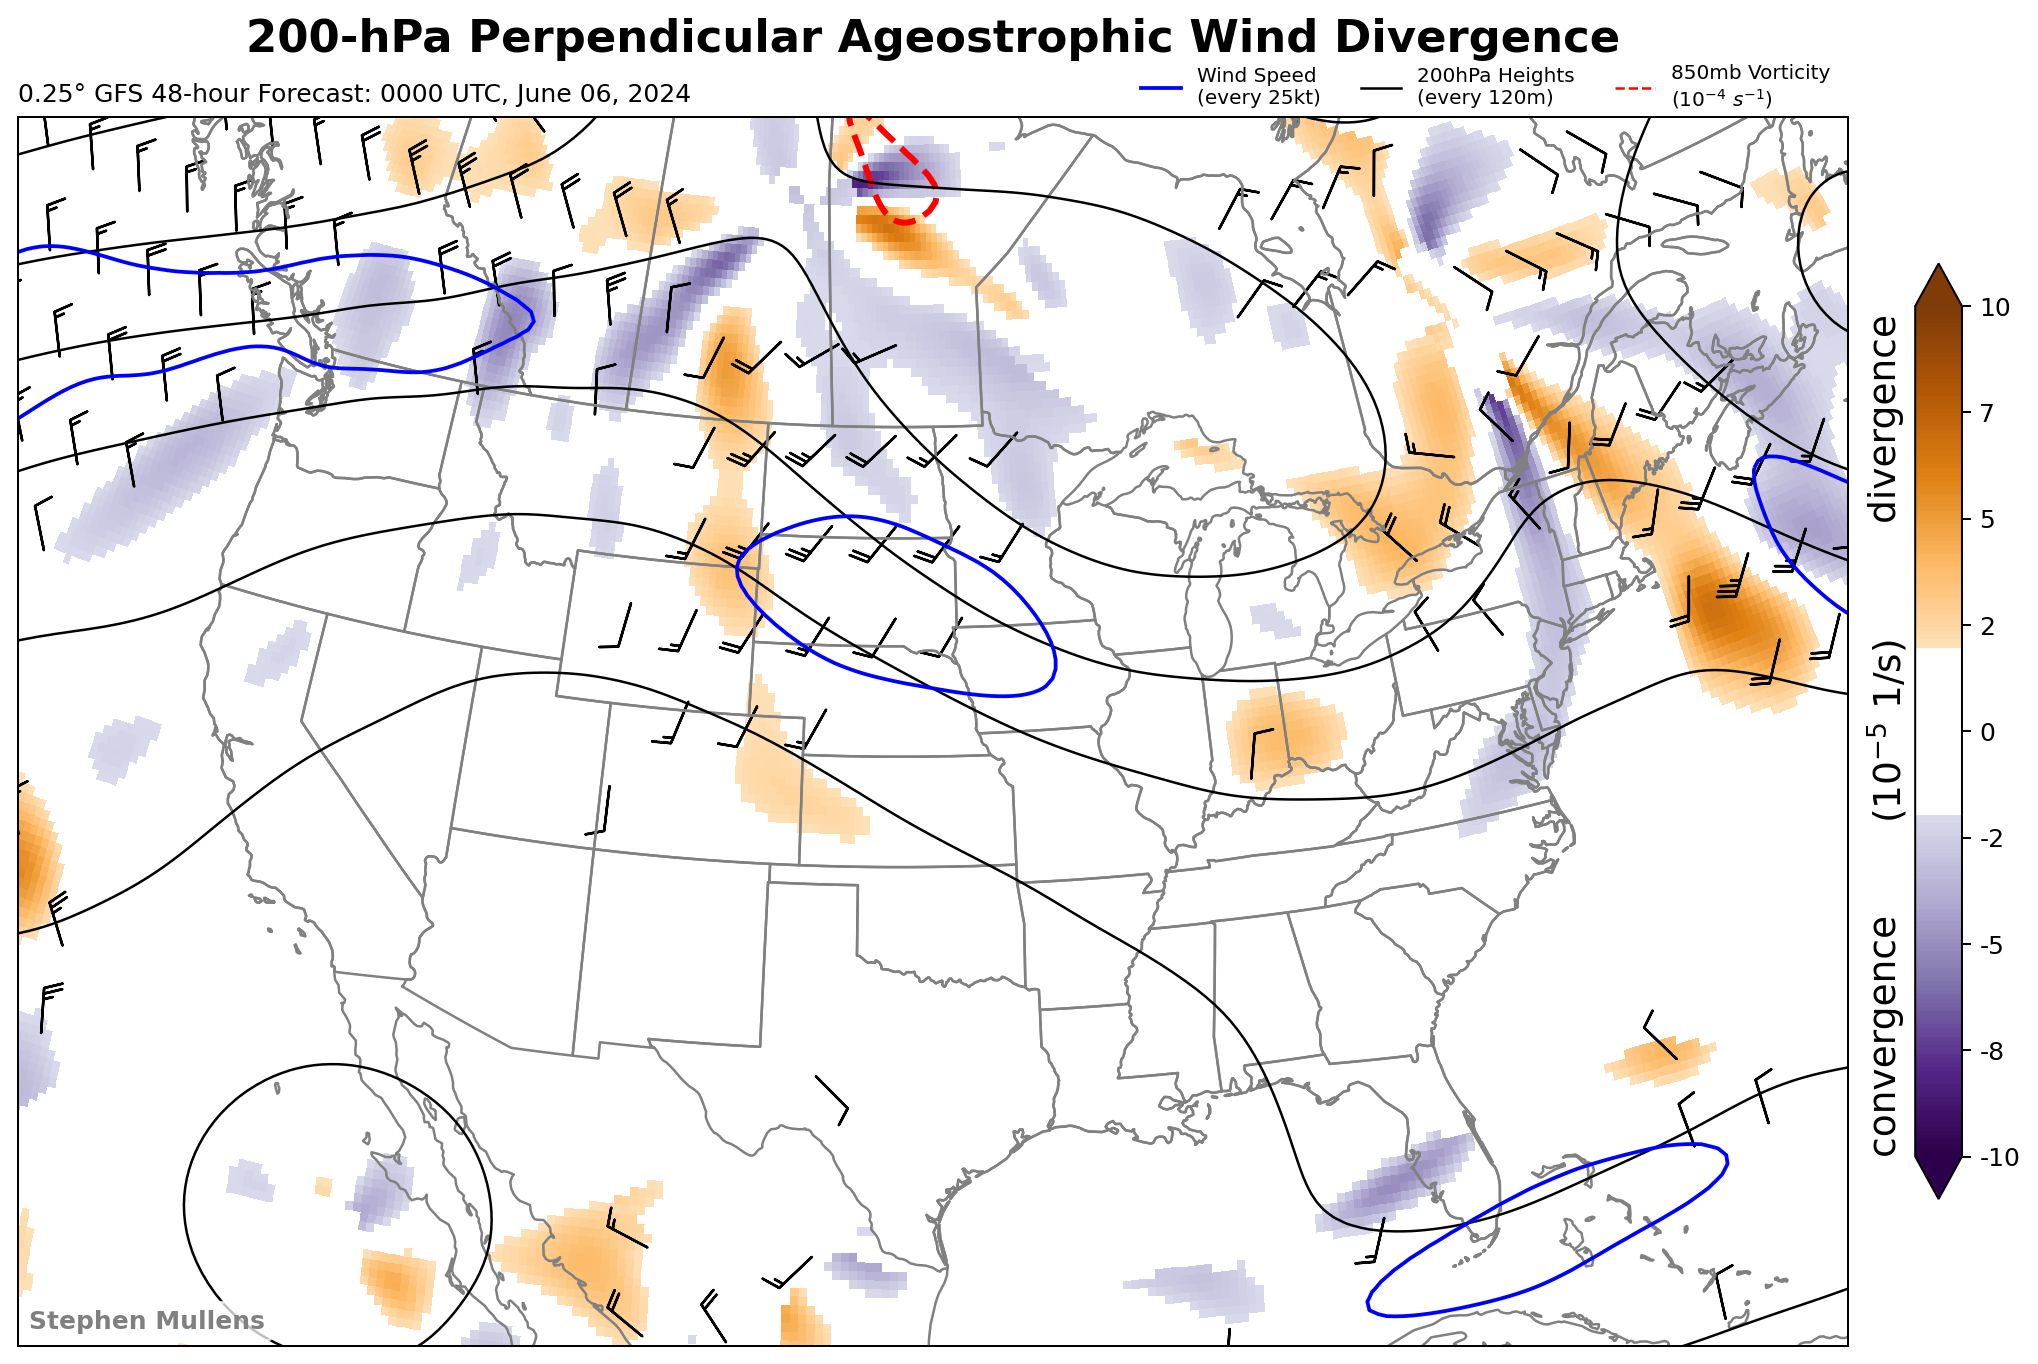 200-hPa Perpendicular Ageostrophic Wind Divergence
0.25° GFS 48-hour Forecast: 0000 UTC, June 06, 2024
Wind Speed
(every 25kt)
200hPa Heights
(every 120m)
850mb Vorticity
(10⁻⁴ s⁻¹)
10
7
5
2
0
-2
-5
-8
-10
convergence (10⁻⁵ 1/s) divergence
Stephen Mullens